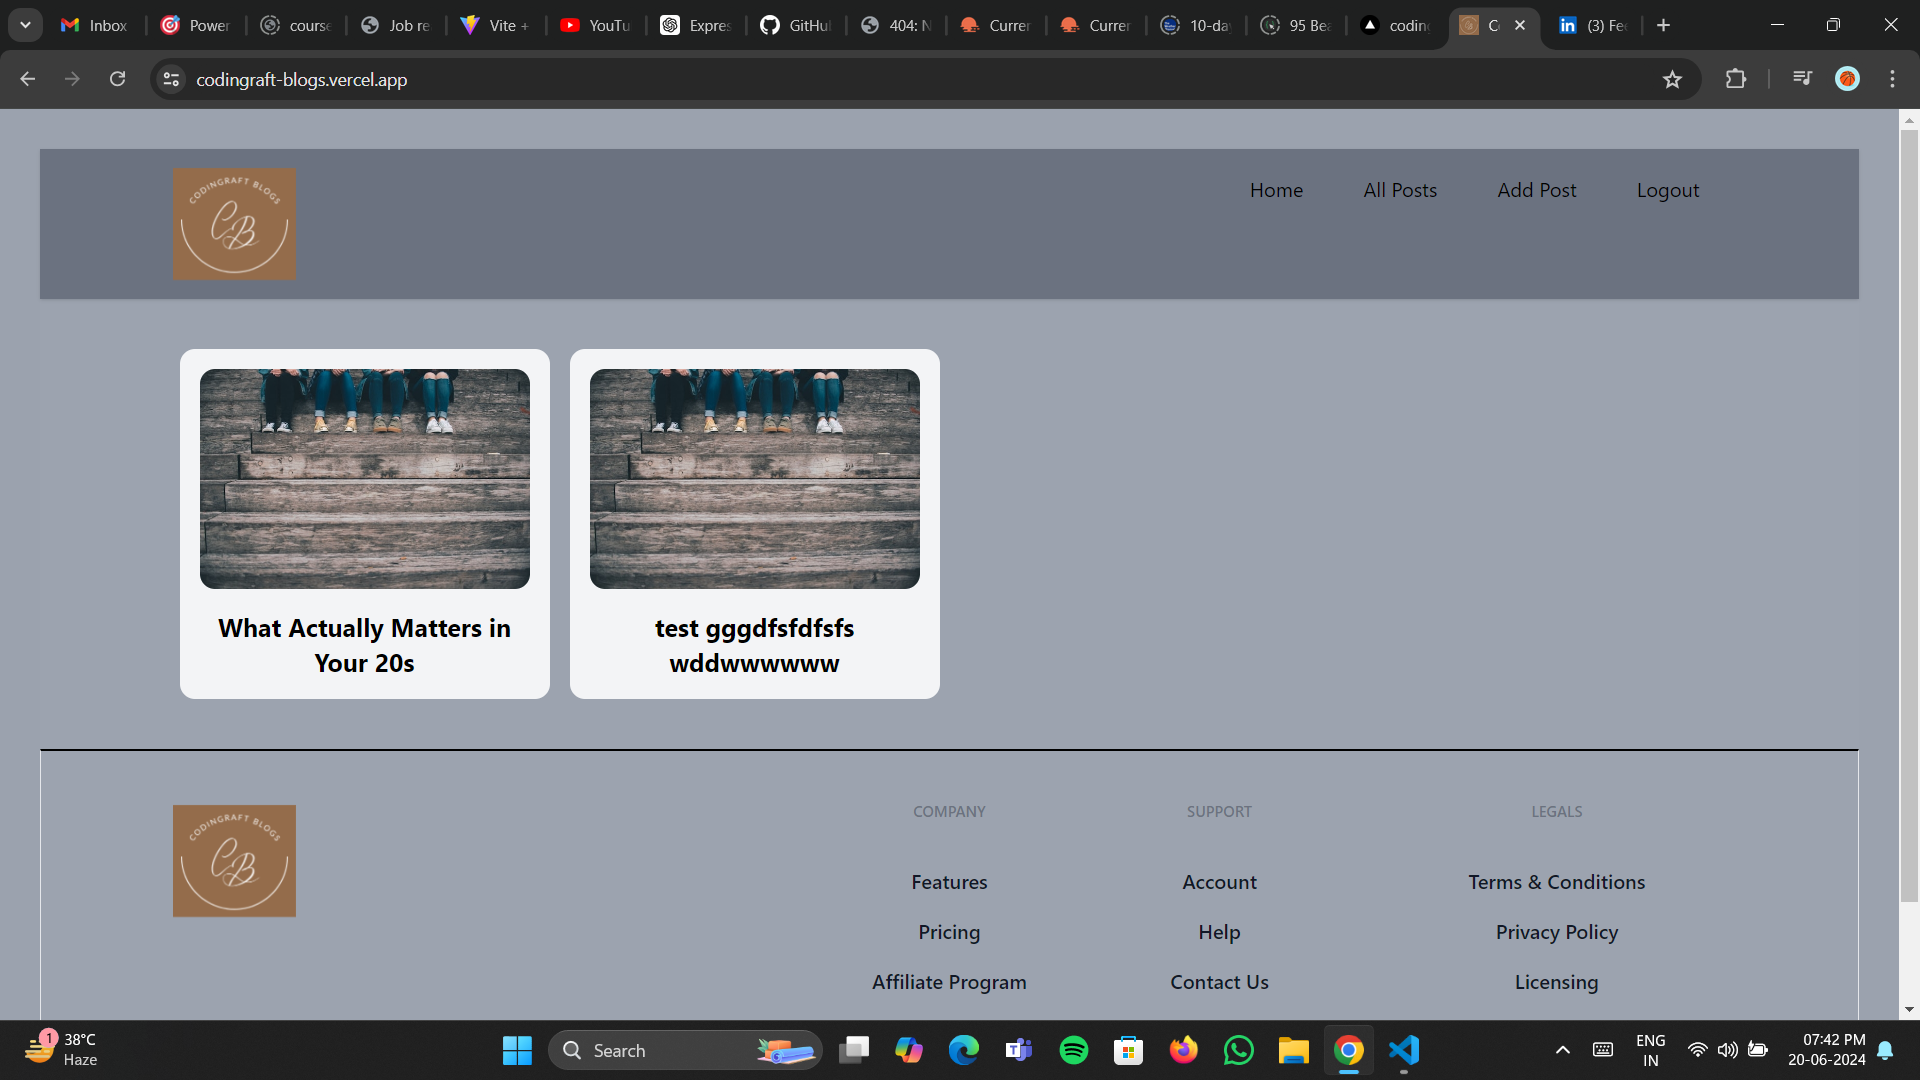 Inbox
Power
course
Job re
Vite +
YouTu
Expres
GitHu
404: N
Currer
Currer
10-da
95 Bea
coding
Co
(3) Fee
codingraft-blogs.vercel.app
CODINGRAFT BLOGS
CB
Home
All Posts
Add Post
Logout
What Actually Matters in
Your 20s
test gggdfsfdfsfs
wddwwwwww
CODINGRAFT BLOGS
CB
COMPANY
SUPPORT
LEGALS
Features
Account
Terms & Conditions
Pricing
Help
Privacy Policy
Affiliate Program
Contact Us
Licensing
1
38°C
Haze
Search
ENG
IN
07:42 PM
20-06-2024